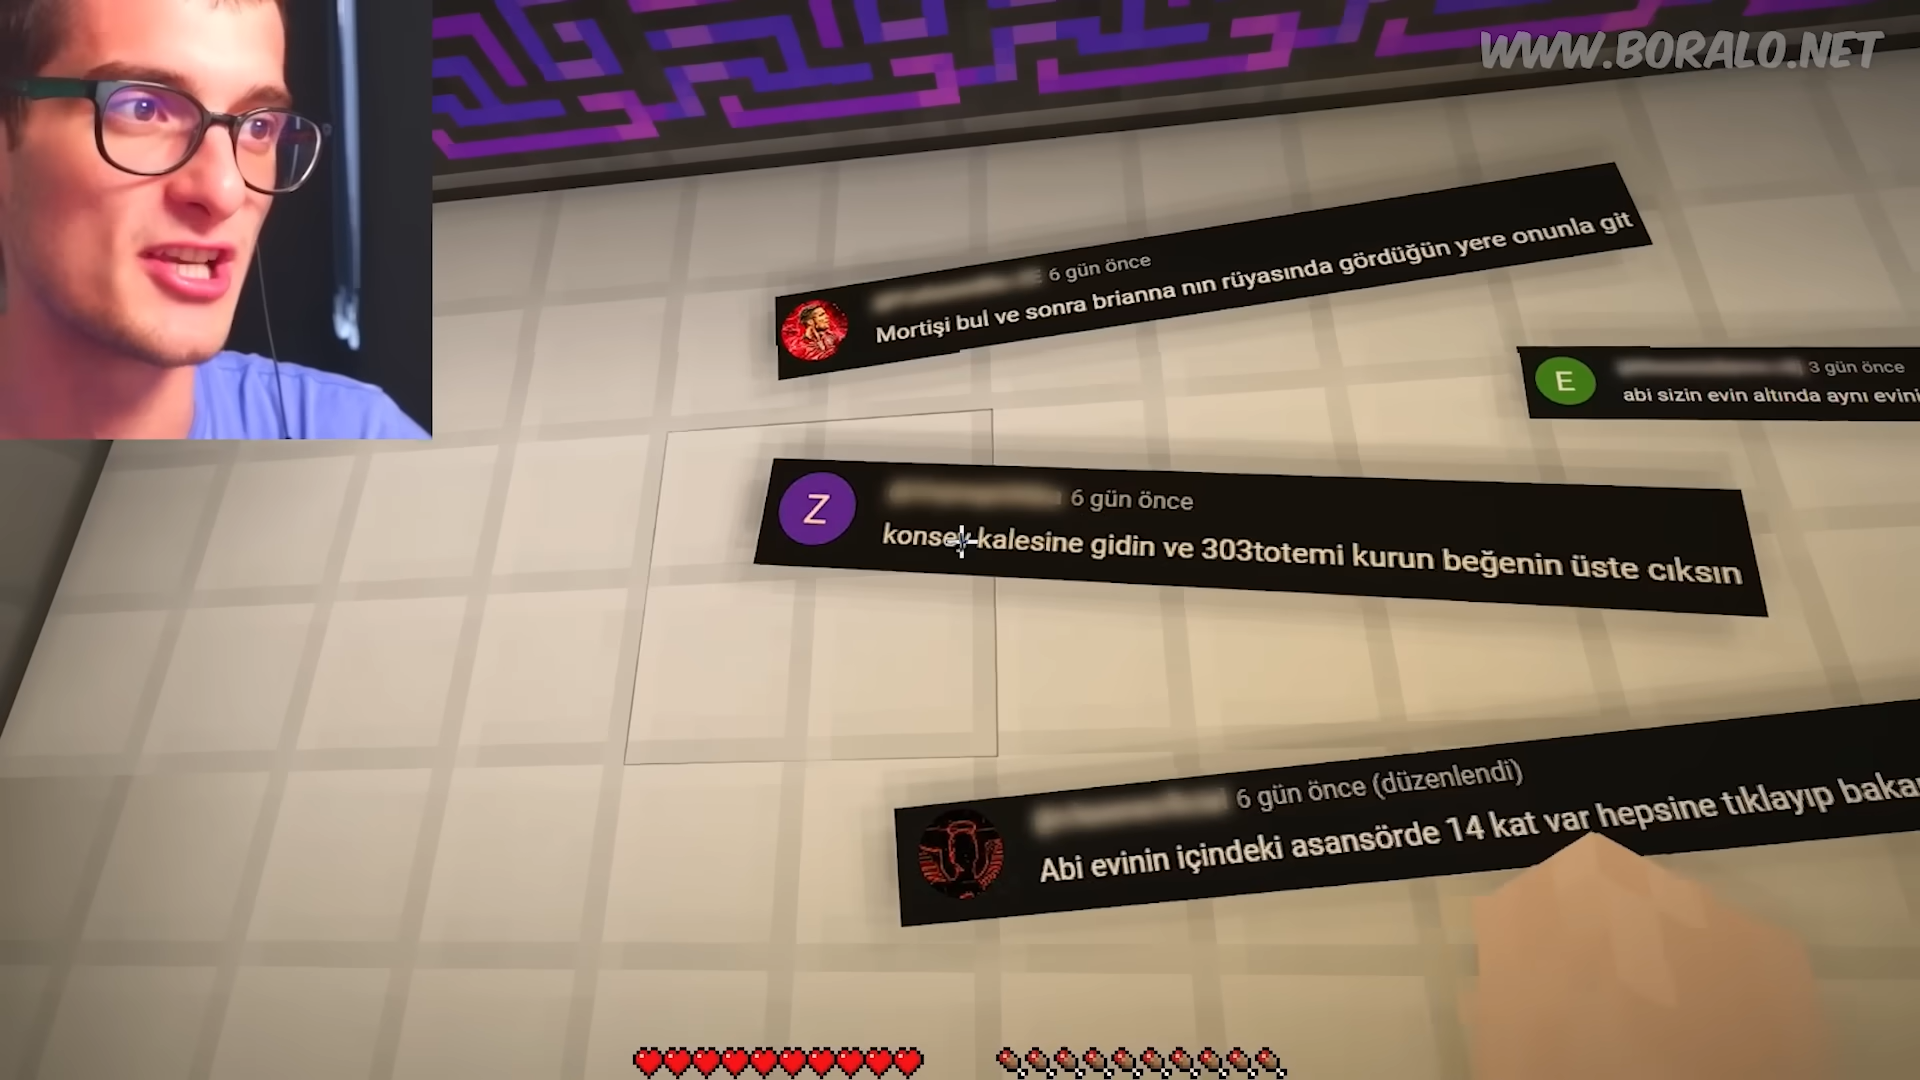 WWW.BORALO.NET
6 gün önce
Mortişi bul ve sonra brianna nın rüyasında gördüğün yere onunla git
E
3 gün önce
abi sizin evin altında aynı evini
Z
6 gün önce
konsey kalesine gidin ve 303totemi kurun beğenin üste cıksın
6 gün önce (düzenlendi)
Abi evinin içindeki asansörde 14 kat var hepsine tıklayıp bakar